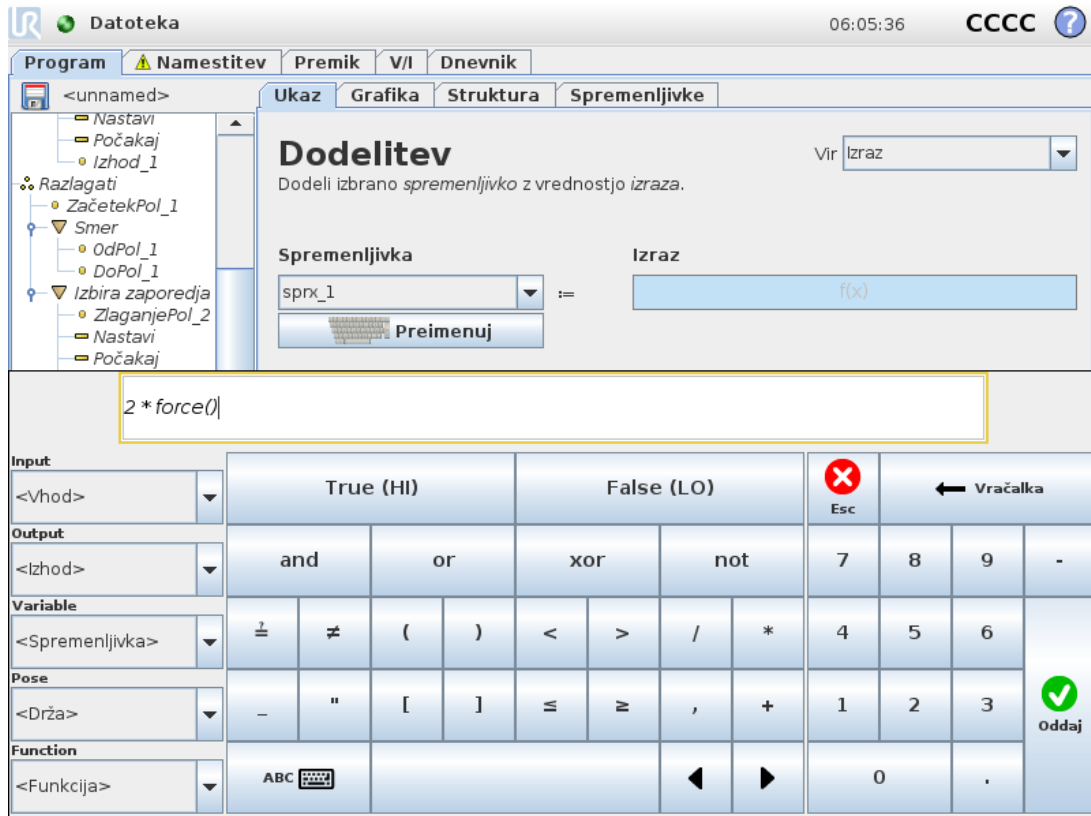 UR Datoteka 06:05:36 CCCC ?
Program Namestitev Premik V/I Dnevnik
<unnamed> Ukaz Grafika Struktura Spremenljivke
Nastavi
Počakaj
Izhod_1
Razlagati
ZačetekPol_1
Smer
OdPol_1
DoPol_1
Izbira zaporedja
ZlaganjePol_2
Nastavi
Počakaj
Dodelitev
Vir Izraz
Dodeli izbrano spremenljivko z vrednostjo izraza.
Spremenljivka Izraz
sprx_1 := f(x)
Preimenuj
2 * force()
Input
<Vhod>
Output
<Izhod>
Variable
<Spremenljivka>
Pose
<Drža>
Function
<Funkcija>
True (HI) False (LO) Esc Vračalka
and or xor not 7 8 9 -
≟ ≠ ( ) < > / * 4 5 6
_ " [ ] ≤ ≥ , + 1 2 3 Oddaj
ABC 0 .